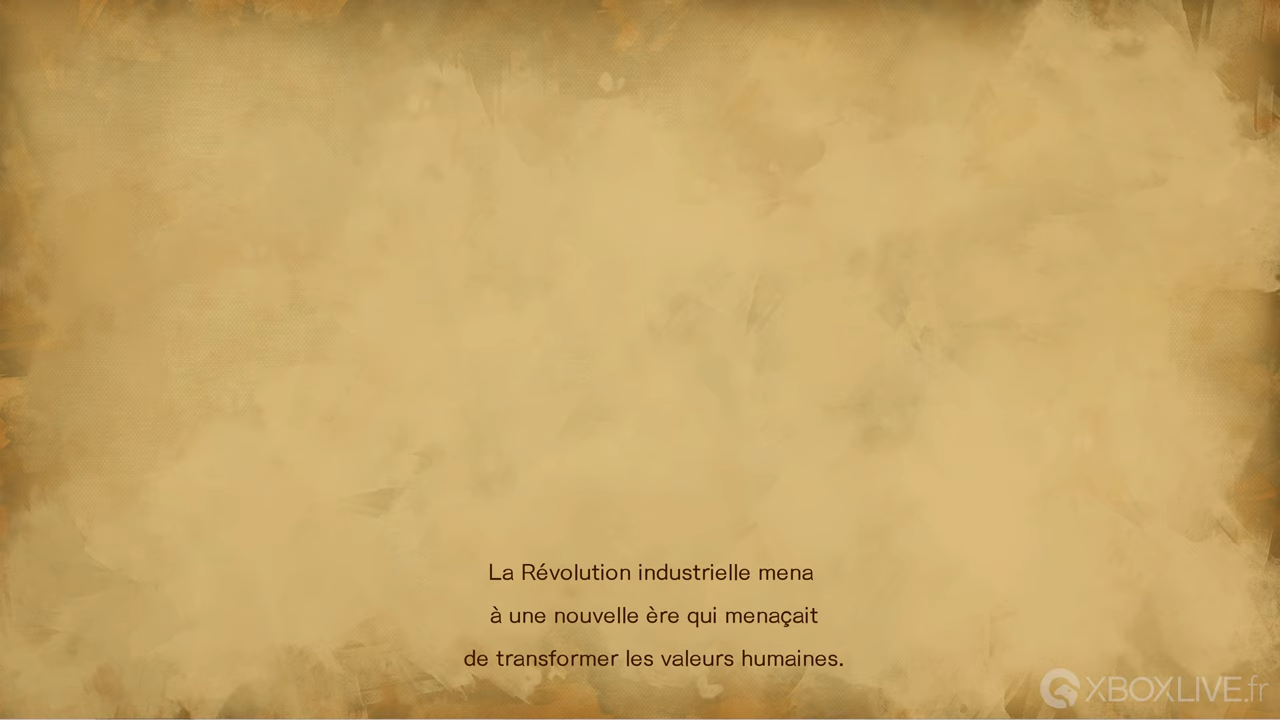 La Révolution industrielle mena
à une nouvelle ère qui menaçait
de transformer les valeurs humaines.
XBOXLIVE.fr